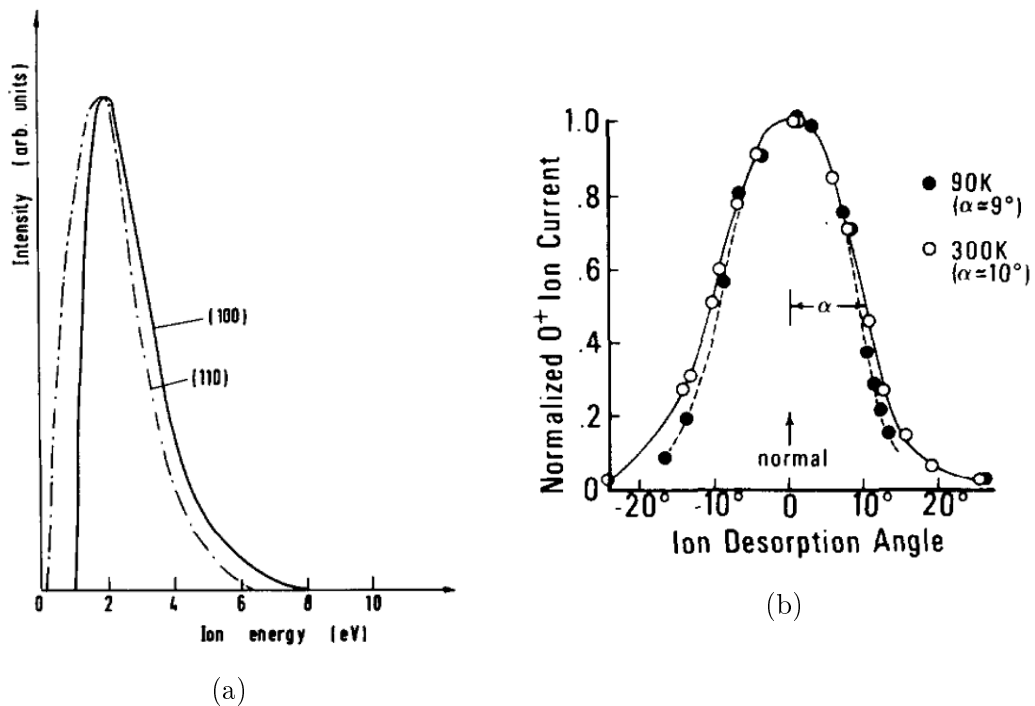 Intensity (arb. units)
(100)
(110)
0 2 4 6 8 10
Ion energy (eV)
(a)
Normalized O+ Ion Current
1.0
.8
.6
.4
.2
0
90K
(α≃9°)
300K
(α≃10°)
α
normal
-20° -10° 0 10° 20°
Ion Desorption Angle
(b)